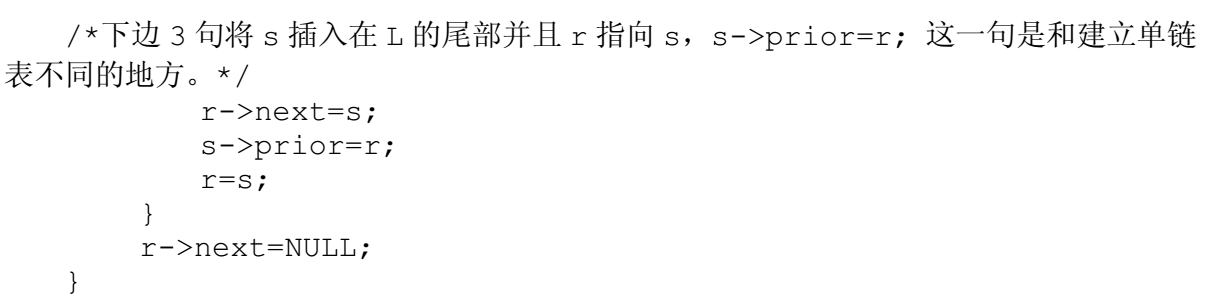 /*下边 3 句将 s 插入在 L 的尾部并且 r 指向 s，s->prior=r; 这一句是和建立单链
表不同的地方。*/
r->next=s;
s->prior=r;
r=s;
}
r->next=NULL;
}